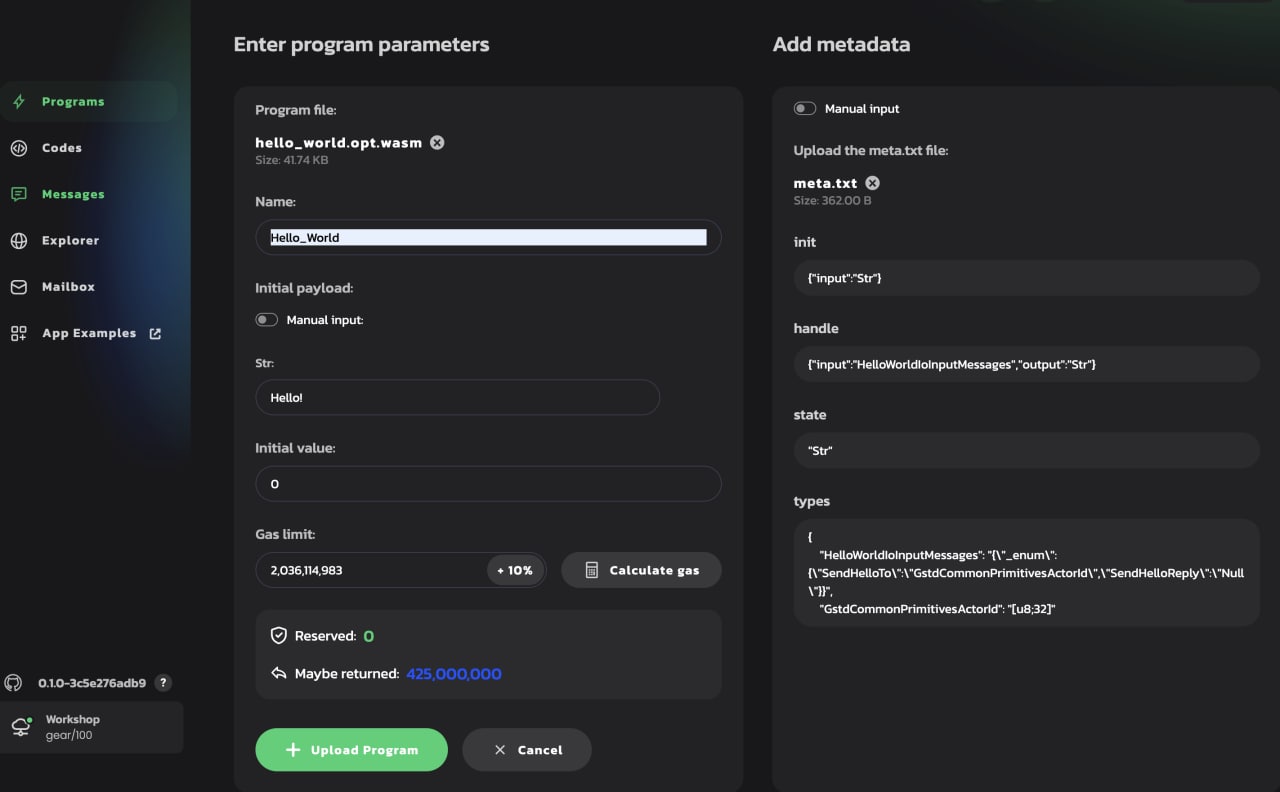 Programs
Codes
Messages
Explorer
Mailbox
App Examples
0.1.0-3c5e276adb9 ?
Workshop
gear/100
Enter program parameters
Program file:
hello_world.opt.wasm
Size: 41.74 KB
Name:
Hello_World
Initial payload:
Manual input:
Str:
Hello!
Initial value:
0
Gas limit:
2,036,114,983
+ 10%
Calculate gas
Reserved: 0
Maybe returned: 425,000,000
Upload Program
Cancel
Add metadata
Manual input
Upload the meta.txt file:
meta.txt
Size: 362.00 B
init
{"input":"Str"}
handle
{"input":"HelloWorldIoInputMessages","output":"Str"}
state
"Str"
types
{
"HelloWorldIoInputMessages": "{\"_enum\":
{\"SendHelloTo\":\"GstdCommonPrimitivesActorId\",\"SendHelloReply\":\"Null
\"}}",
"GstdCommonPrimitivesActorId": "[u8;32]"